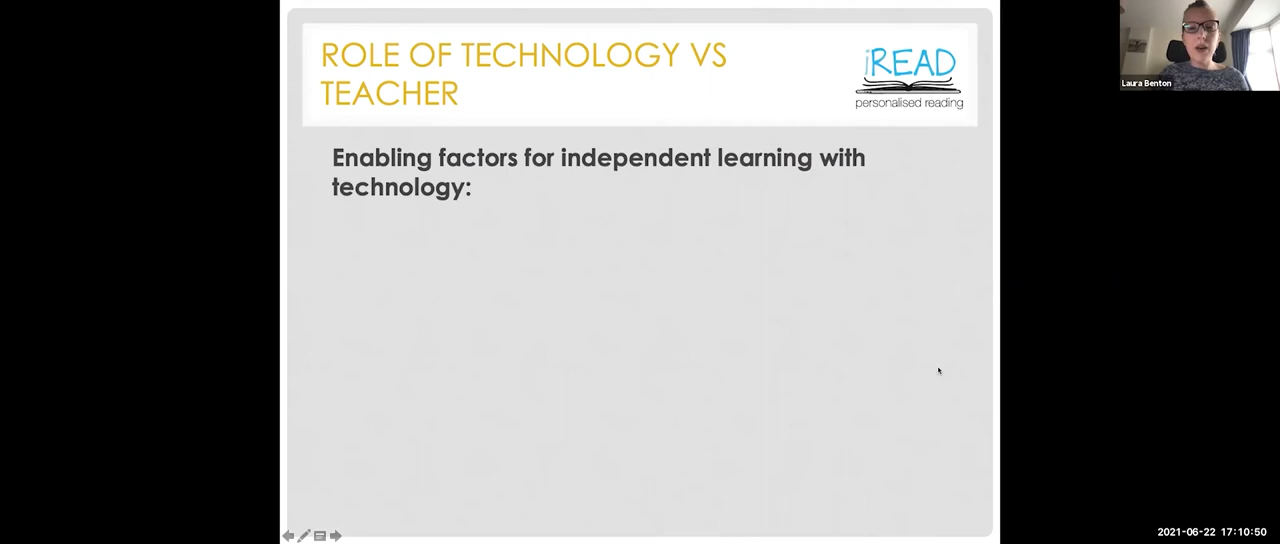 ROLE OF TECHNOLOGY VS
TEACHER
iREAD
personalised reading
Laura Benton
Enabling factors for independent learning with
technology:
2021-06-22 17:10:50